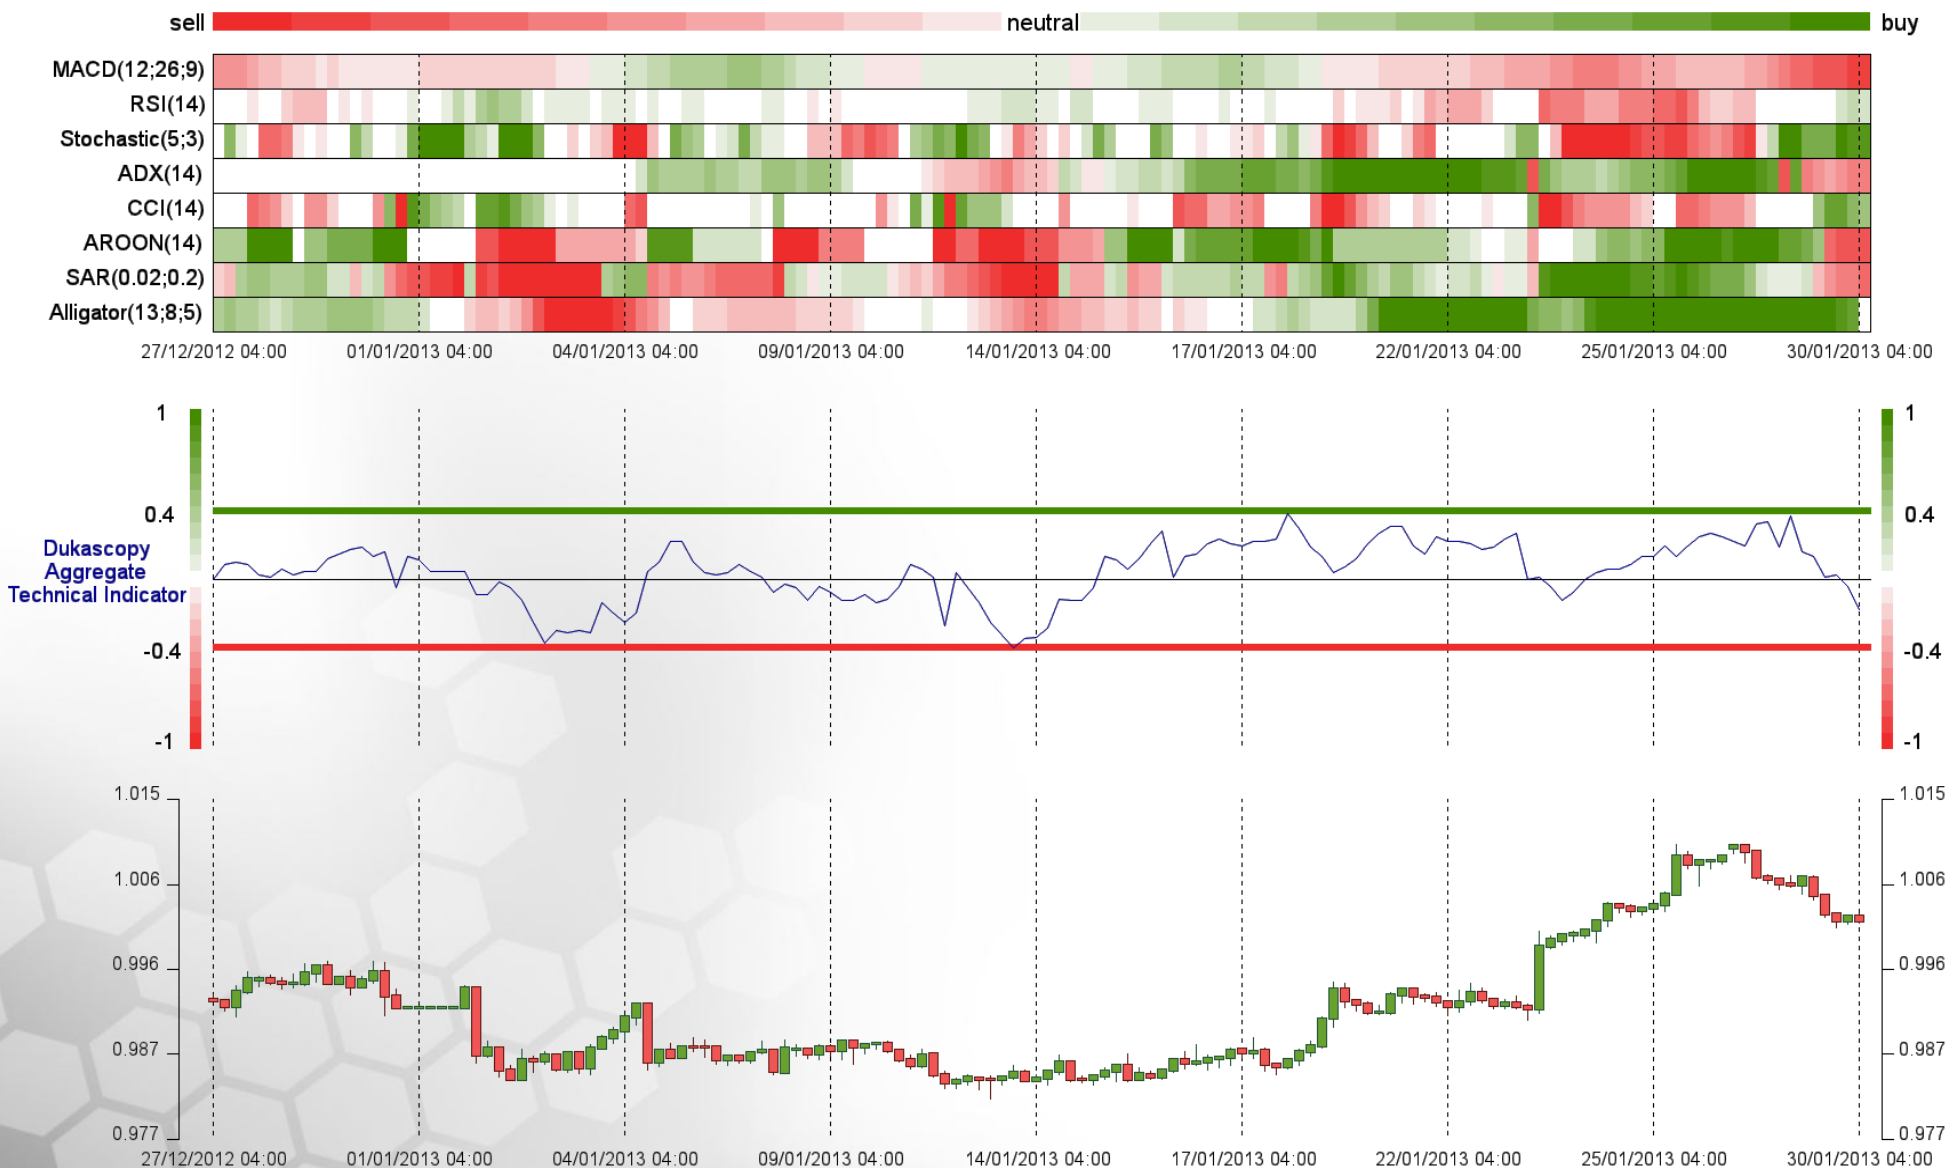 sell neutral buy
MACD(12;26;9)
RSI(14)
Stochastic(5;3)
ADX(14)
CCI(14)
AROON(14)
SAR(0.02;0.2)
Alligator(13;8;5)
27/12/2012 04:00 01/01/2013 04:00 04/01/2013 04:00 09/01/2013 04:00 14/01/2013 04:00 17/01/2013 04:00 22/01/2013 04:00 25/01/2013 04:00 30/01/2013 04:00
1 1
0.4 0.4
Dukascopy
Aggregate
Technical Indicator
-0.4 -0.4
-1 -1
1.015 1.015
1.006 1.006
0.996 0.996
0.987 0.987
0.977 0.977
27/12/2012 04:00 01/01/2013 04:00 04/01/2013 04:00 09/01/2013 04:00 14/01/2013 04:00 17/01/2013 04:00 22/01/2013 04:00 25/01/2013 04:00 30/01/2013 04:00